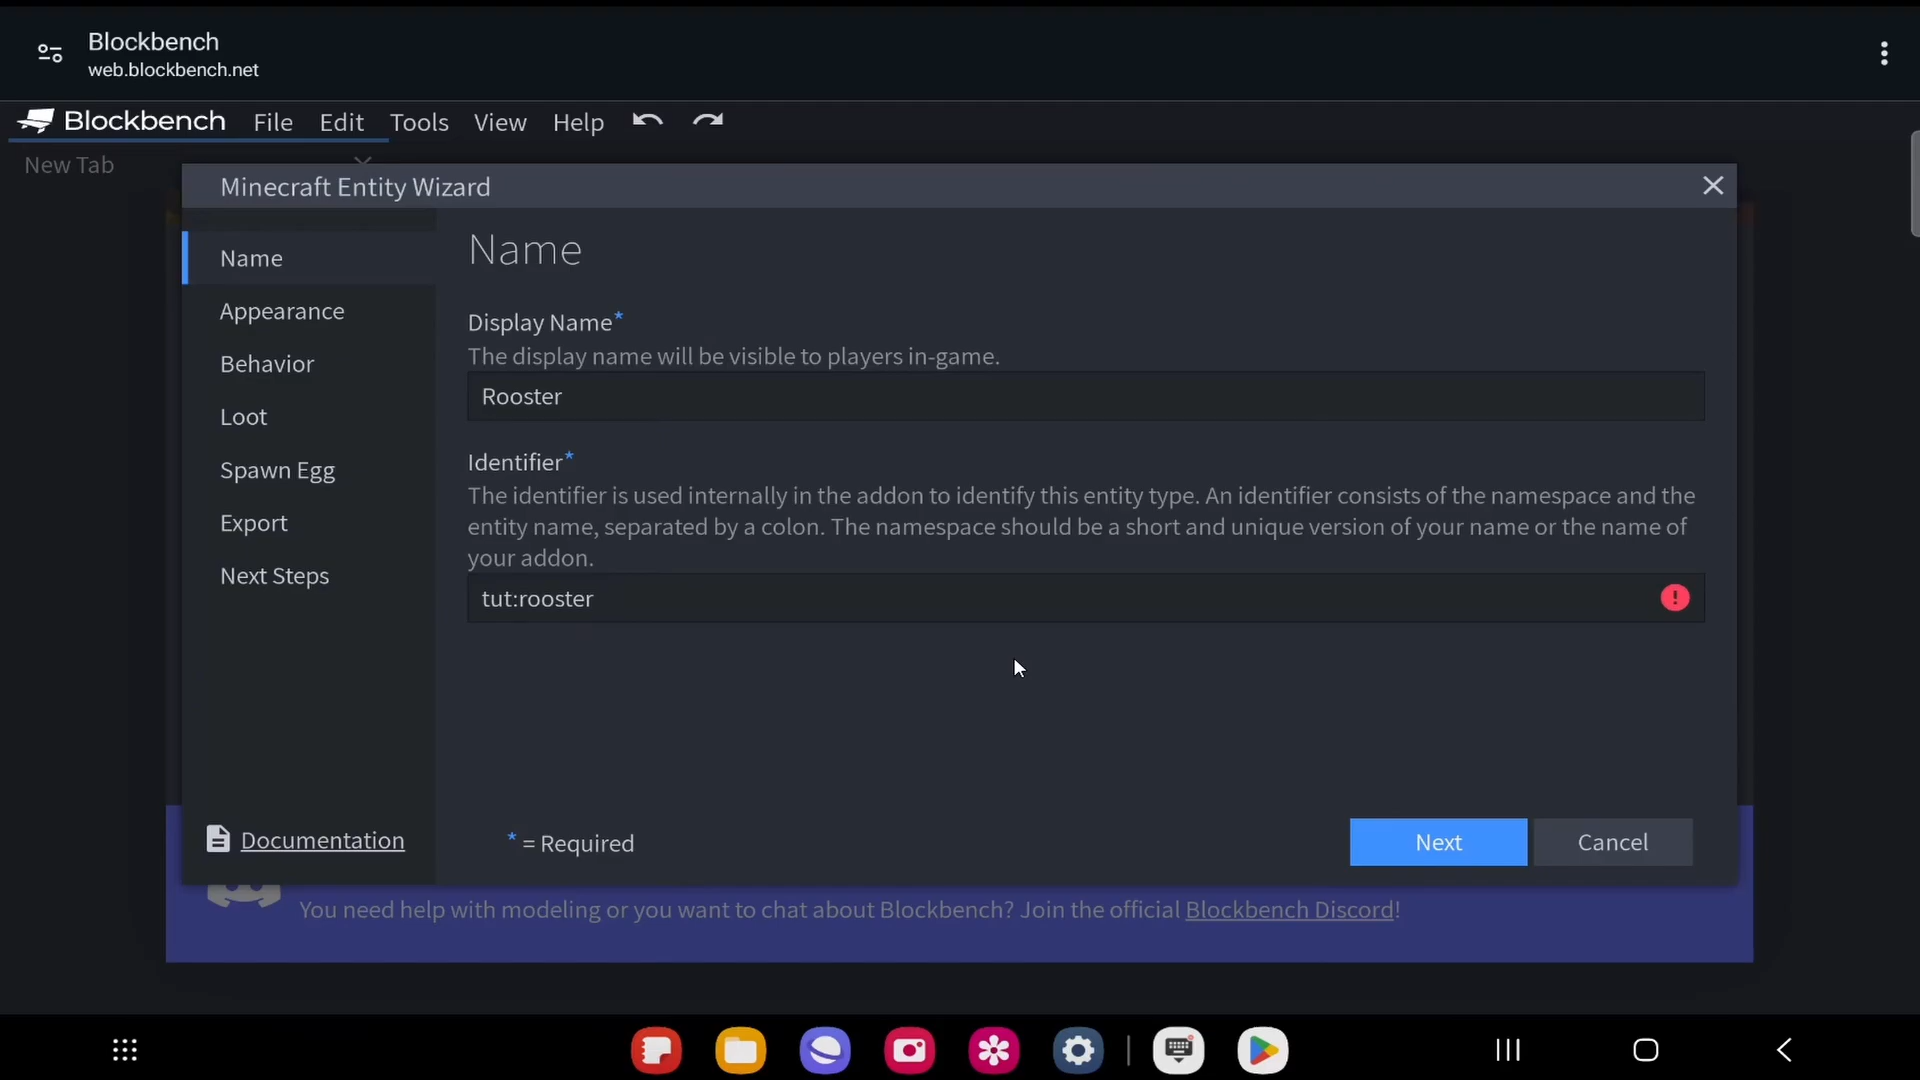 Blockbench
web.blockbench.net
Blockbench File Edit Tools View Help
New Tab
Minecraft Entity Wizard
Name
Appearance
Behavior
Loot
Spawn Egg
Export
Next Steps
Documentation
Name
Display Name*
The display name will be visible to players in-game.
Rooster
Identifier*
The identifier is used internally in the addon to identify this entity type. An identifier consists of the namespace and the
entity name, separated by a colon. The namespace should be a short and unique version of your name or the name of
your addon.
tut:rooster
* = Required
Next
Cancel
You need help with modeling or you want to chat about Blockbench? Join the official Blockbench Discord!